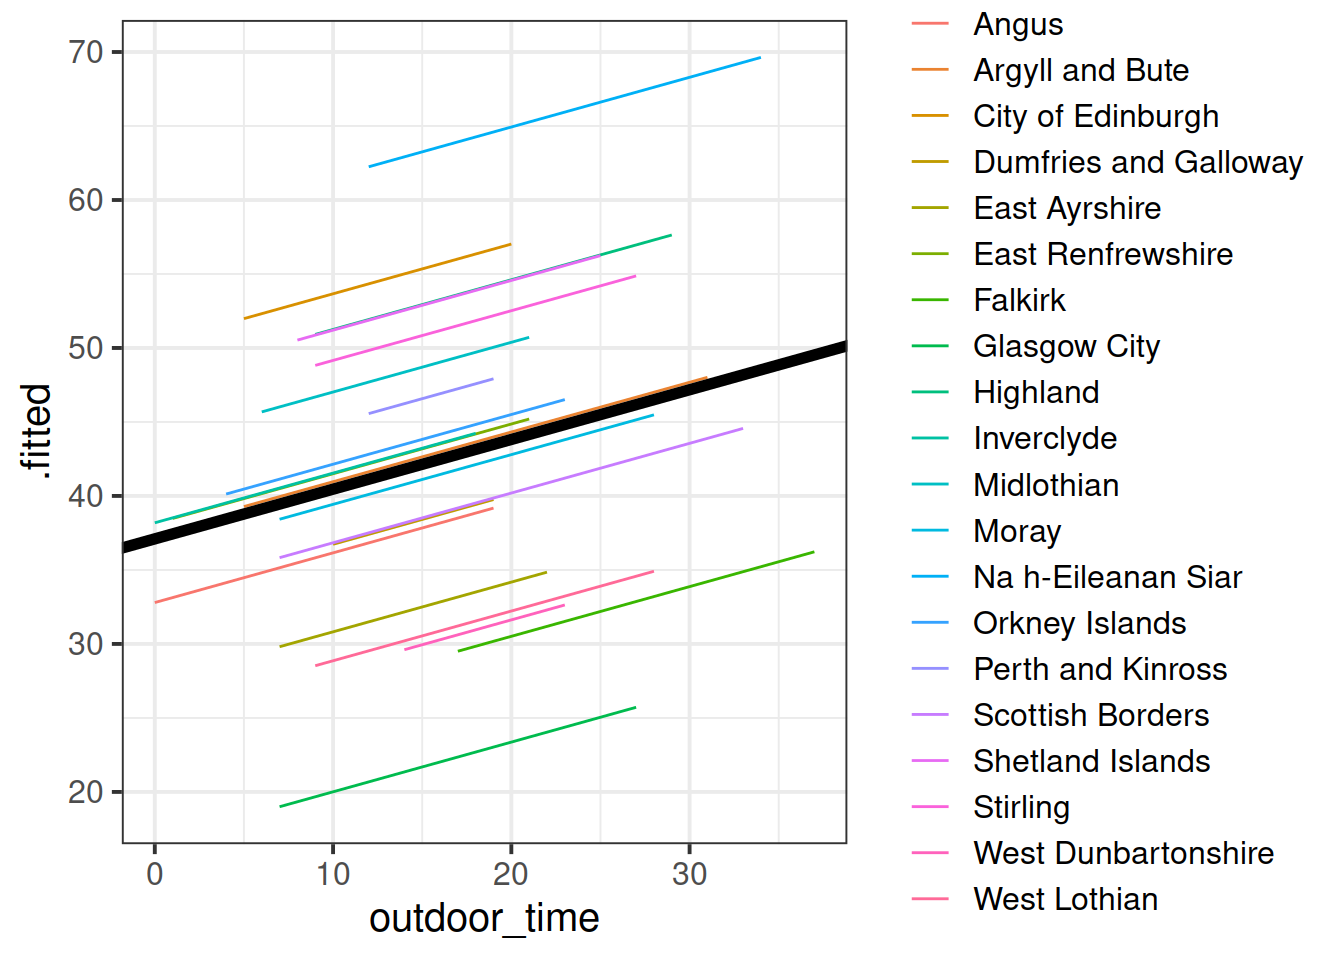 70
60
50
40
30
20
.fitted
0 10 20 30
outdoor_time
Angus
Argyll and Bute
City of Edinburgh
Dumfries and Galloway
East Ayrshire
East Renfrewshire
Falkirk
Glasgow City
Highland
Inverclyde
Midlothian
Moray
Na h-Eileanan Siar
Orkney Islands
Perth and Kinross
Scottish Borders
Shetland Islands
Stirling
West Dunbartonshire
West Lothian